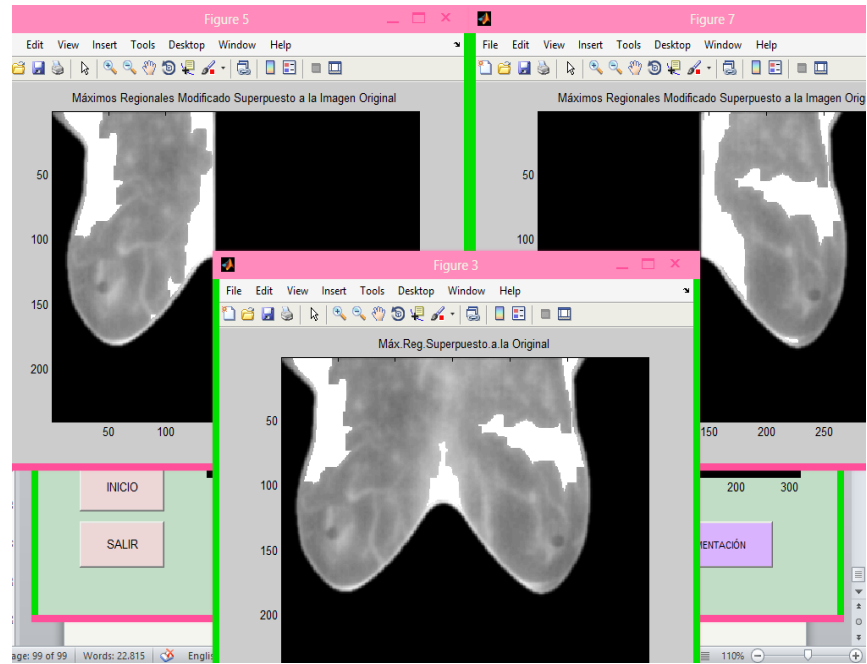 Figure 5
Edit View Insert Tools Desktop Window Help
Máximos Regionales Modificado Superpuesto a la Imagen Original
50
100
150
200
50 100
Figure 7
File Edit View Insert Tools Desktop Window Help
Máximos Regionales Modificado Superpuesto a la Imagen Orig
50
100
150 200 250
Figure 3
File Edit View Insert Tools Desktop Window Help
Máx.Reg.Superpuesto.a.la Original
50
100
150
200
INICIO
SALIR
200 300
MENTACIÓN
age: 99 of 99 Words: 22.815 Englis 110%